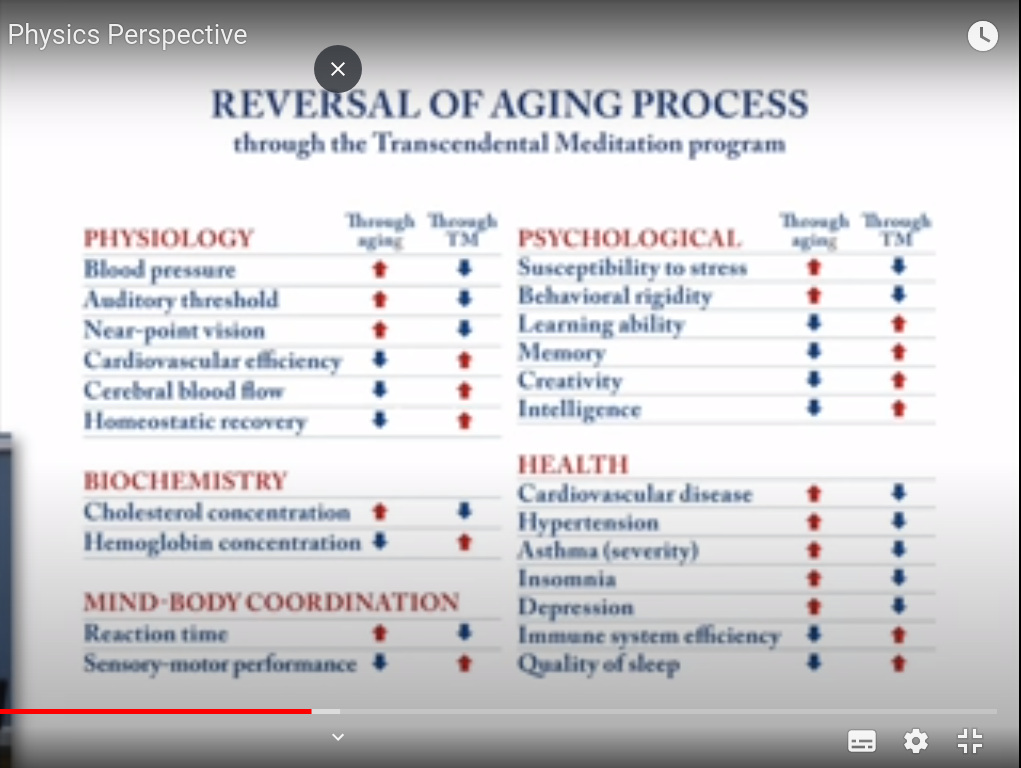 Physics Perspective
REVERSAL OF AGING PROCESS
through the Transcendental Meditation program
PHYSIOLOGY
Through aging
Through TM
Blood pressure
Auditory threshold
Near-point vision
Cardiovascular efficiency
Cerebral blood flow
Homeostatic recovery
BIOCHEMISTRY
Cholesterol concentration
Hemoglobin concentration
MIND-BODY COORDINATION
Reaction time
Sensory-motor performance
PSYCHOLOGICAL
Through aging
Through TM
Susceptibility to stress
Behavioral rigidity
Learning ability
Memory
Creativity
Intelligence
HEALTH
Cardiovascular disease
Hypertension
Asthma (severity)
Insomnia
Depression
Immune system efficiency
Quality of sleep